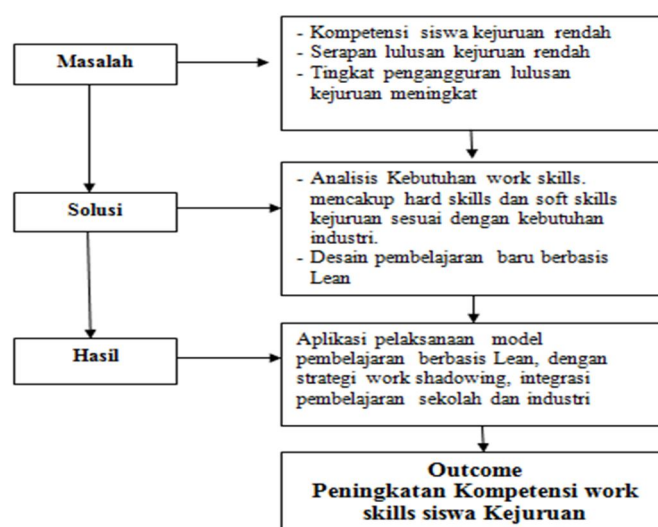 Masalah
- Kompetensi siswa kejuruan rendah
- Serapan lulusan kejuruan rendah
- Tingkat pengangguran lulusan
kejuruan meningkat
Solusi
- Analisis Kebutuhan work skills.
mencakup hard skills dan soft skills
kejuruan sesuai dengan kebutuhan
industri.
- Desain pembelajaran baru berbasis
Lean
Hasil
Aplikasi pelaksanaan model
pembelajaran berbasis Lean, dengan
strategi work shadowing, integrasi
pembelajaran sekolah dan industri
Outcome
Peningkatan Kompetensi work
skills siswa Kejuruan